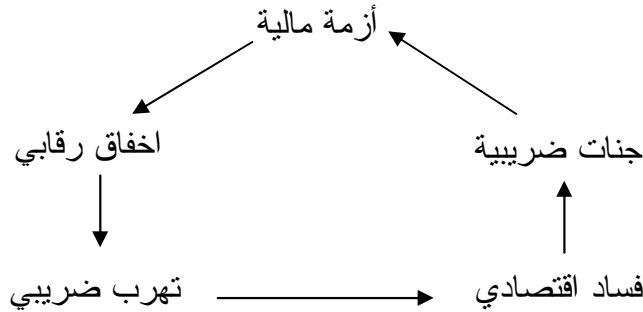 أزمة مالية
جنات ضريبية
اخفاق رقابي
فساد اقتصادي
تهرب ضريبي